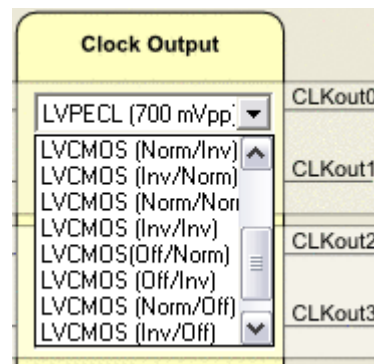 Clock Output
LVPECL (700 mVpp)
CLKout0
LVCMOS (Norm/Inv)
LVCMOS (Inv/Norm)
CLKout1
LVCMOS (Norm/Nor
LVCMOS (Inv/Inv)
LVCMOS(Off/Norm)
CLKout2
LVCMOS (Off/Inv)
LVCMOS (Norm/Off)
CLKout3
LVCMOS (Inv/Off)